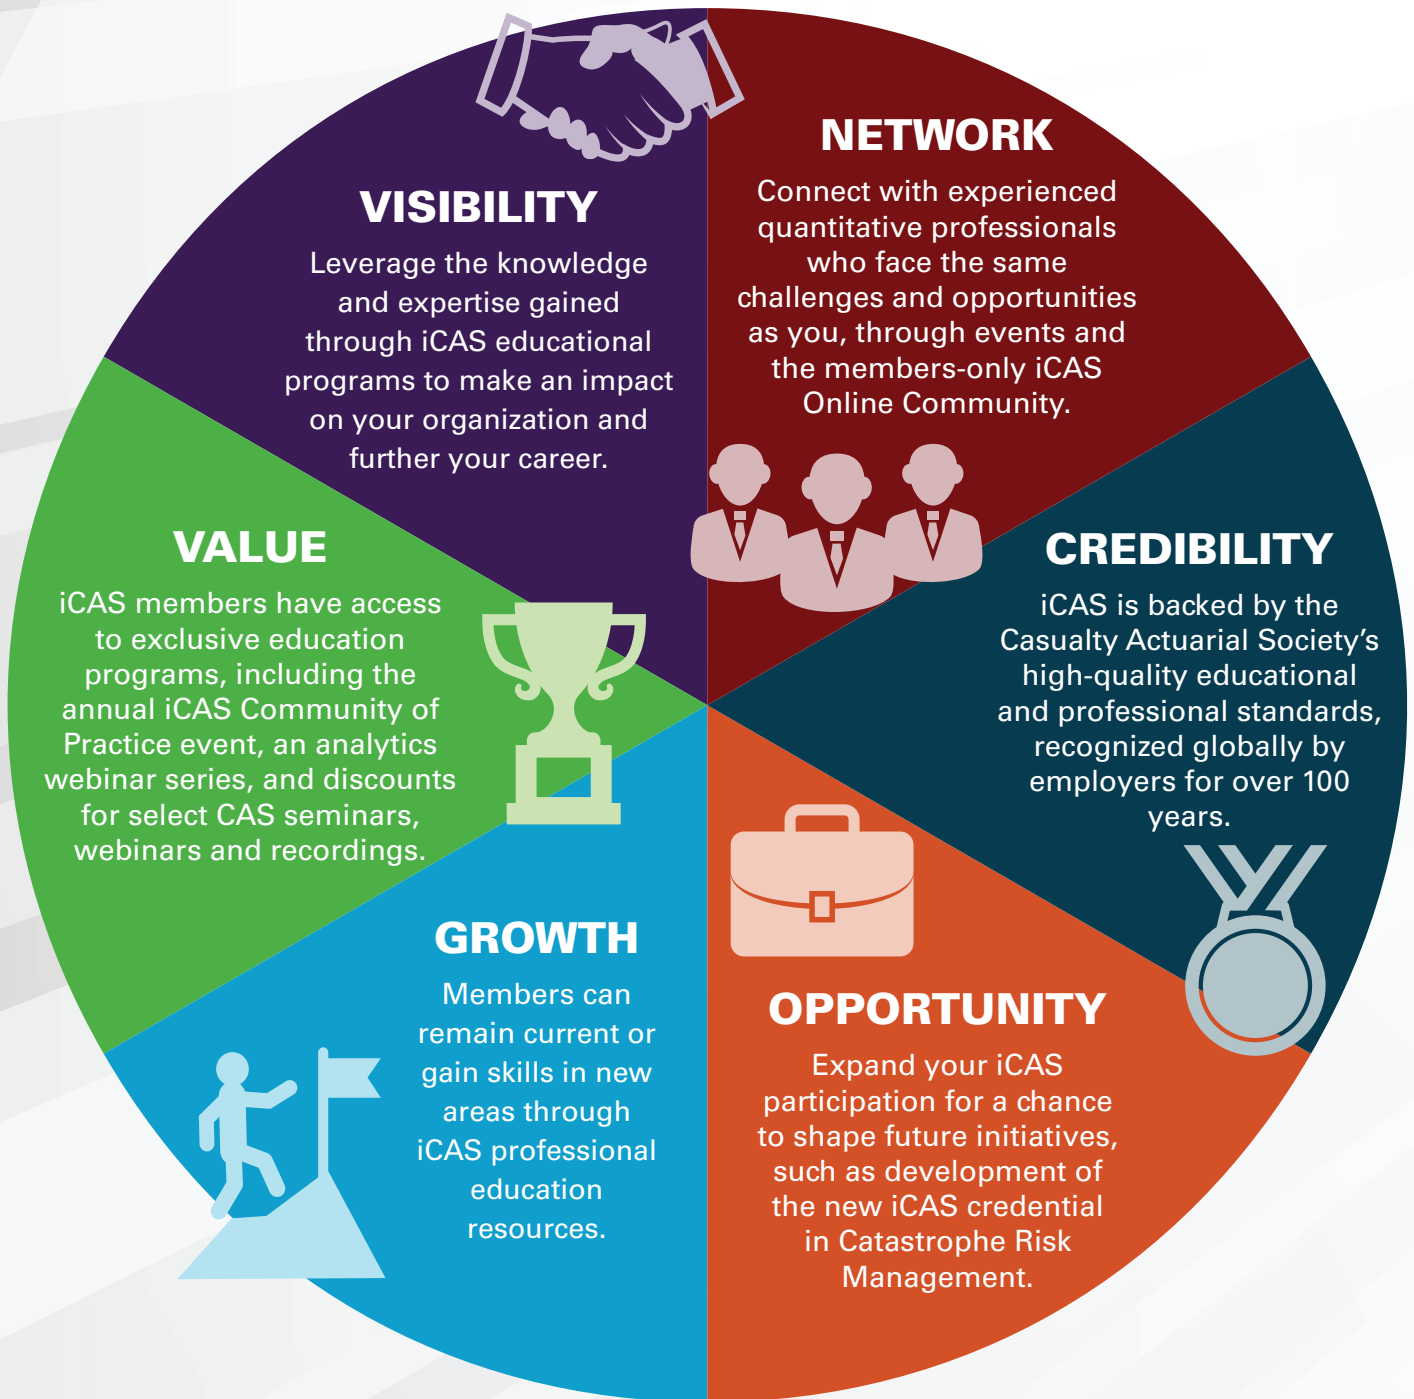 VISIBILITY
Leverage the knowledge
and expertise gained
through iCAS educational
programs to make an impact
on your organization and
further your career.
NETWORK
Connect with experienced
quantitative professionals
who face the same
challenges and opportunities
as you, through events and
the members-only iCAS
Online Community.
VALUE
iCAS members have access
to exclusive education
programs, including the
annual iCAS Community of
Practice event, an analytics
webinar series, and discounts
for select CAS seminars,
webinars and recordings.
CREDIBILITY
iCAS is backed by the
Casualty Actuarial Society’s
high-quality educational
and professional standards,
recognized globally by
employers for over 100
years.
GROWTH
Members can
remain current or
gain skills in new
areas through
iCAS professional
education
resources.
OPPORTUNITY
Expand your iCAS
participation for a chance
to shape future initiatives,
such as development of
the new iCAS credential
in Catastrophe Risk
Management.